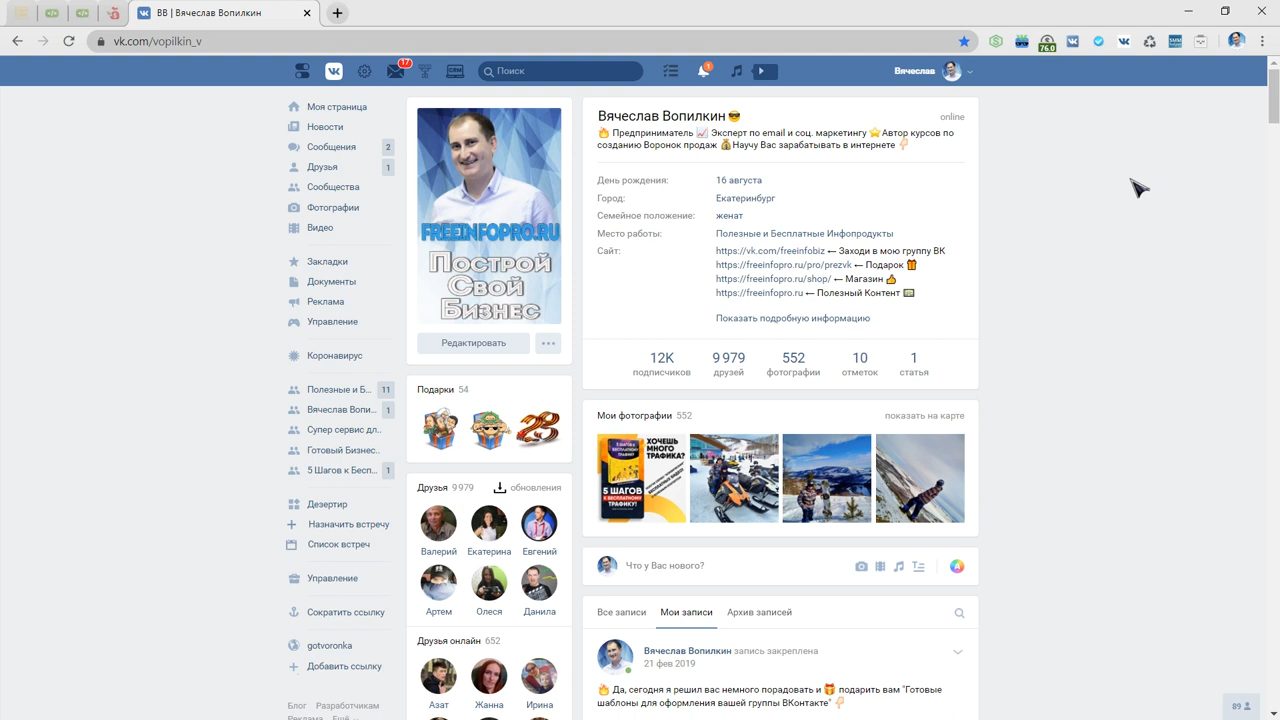 ВВ | Вячеслав Вопилкин
vk.com/vopilkin_v
76.0
17
CRM
Поиск
1
Вячеслав
Моя страница
Новости
Сообщения 2
Друзья 1
Сообщества
Фотографии
Видео
Закладки
Документы
Реклама
Управление
Коронавирус
Полезные и Б... 11
Вячеслав Вопи... 1
Супер сервис дл..
Готовый Бизнес..
5 Шагов к Бесп... 1
Дезертир
Назначить встречу
Список встреч
Управление
Сократить ссылку
gotvoronka
Добавить ссылку
Блог Разработчикам
Реклама Ещё
FREEINFOPRO.RU
Построй
Свой
Бизнес
Редактировать
Подарки 54
23
Друзья 9 979 обновления
Валерий Екатерина Евгений
Артем Олеся Данила
Друзья онлайн 652
Азат Жанна Ирина
Вячеслав Вопилкин online
Предприниматель Эксперт по email и соц. маркетингу Автор курсов по
созданию Воронок продаж Научу Вас зарабатывать в интернете
День рождения: 16 августа
Город: Екатеринбург
Семейное положение: женат
Место работы: Полезные и Бесплатные Инфопродукты
Сайт: https://vk.com/freeinfobiz ← Заходи в мою группу ВК
https://freeinfopro.ru/pro/prezvk ← Подарок
https://freeinfopro.ru/shop/ ← Магазин
https://freeinfopro.ru ← Полезный Контент
Показать подробную информацию
12K 9 979 552 10 1
подписчиков друзей фотографии отметок статья
Мои фотографии 552 показать на карте
ХОЧЕШЬ
МНОГО
ТРАФИКА?
5 ШАГОВ
К БЕСПЛАТНОМУ
ТРАФИКУ!
Что у Вас нового?
Все записи Мои записи Архив записей
Вячеслав Вопилкин запись закреплена
21 фев 2019
Да, сегодня я решил вас немного порадовать и подарить вам "Готовые
шаблоны для оформления вашей группы ВКонтакте"
89